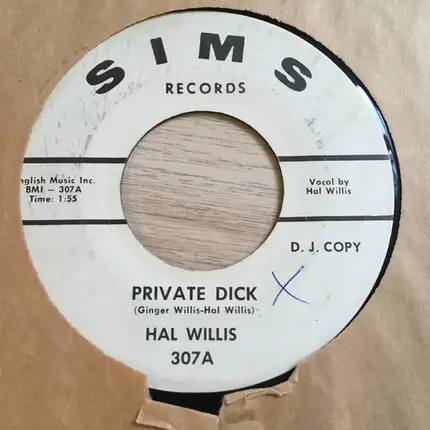 SIMS
RECORDS
nglish Music Inc.
BMI — 307A
Time: 1:55
Vocal by
Hal Willis
D. J. COPY
PRIVATE DICK
(Ginger Willis-Hal Willis)
HAL WILLIS
307A